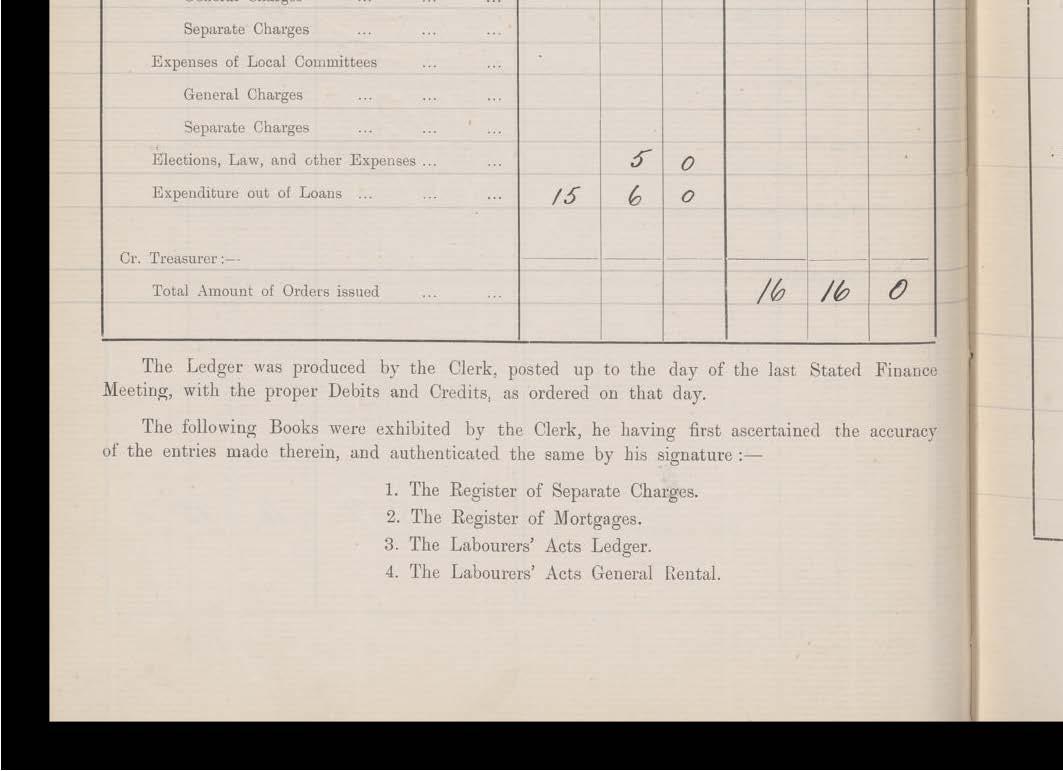 General Charges ... ... ...
Separate Charges ... ... ...
Expenses of Local Committees ... ...
General Charges ... ... ...
Separate Charges ... ... ...
Elections, Law, and other Expenses ... ... 5 0
Expenditure out of Loans ... ... ... 15 6 0
Cr. Treasurer :—
Total Amount of Orders issued ... ... 16 16 0
The Ledger was produced by the Clerk, posted up to the day of the last Stated Finance
Meeting, with the proper Debits and Credits, as ordered on that day.
The following Books were exhibited by the Clerk, he having first ascertained the accuracy
of the entries made therein, and authenticated the same by his signature :—
1. The Register of Separate Charges.
2. The Register of Mortgages.
3. The Labourers' Acts Ledger.
4. The Labourers' Acts General Rental.